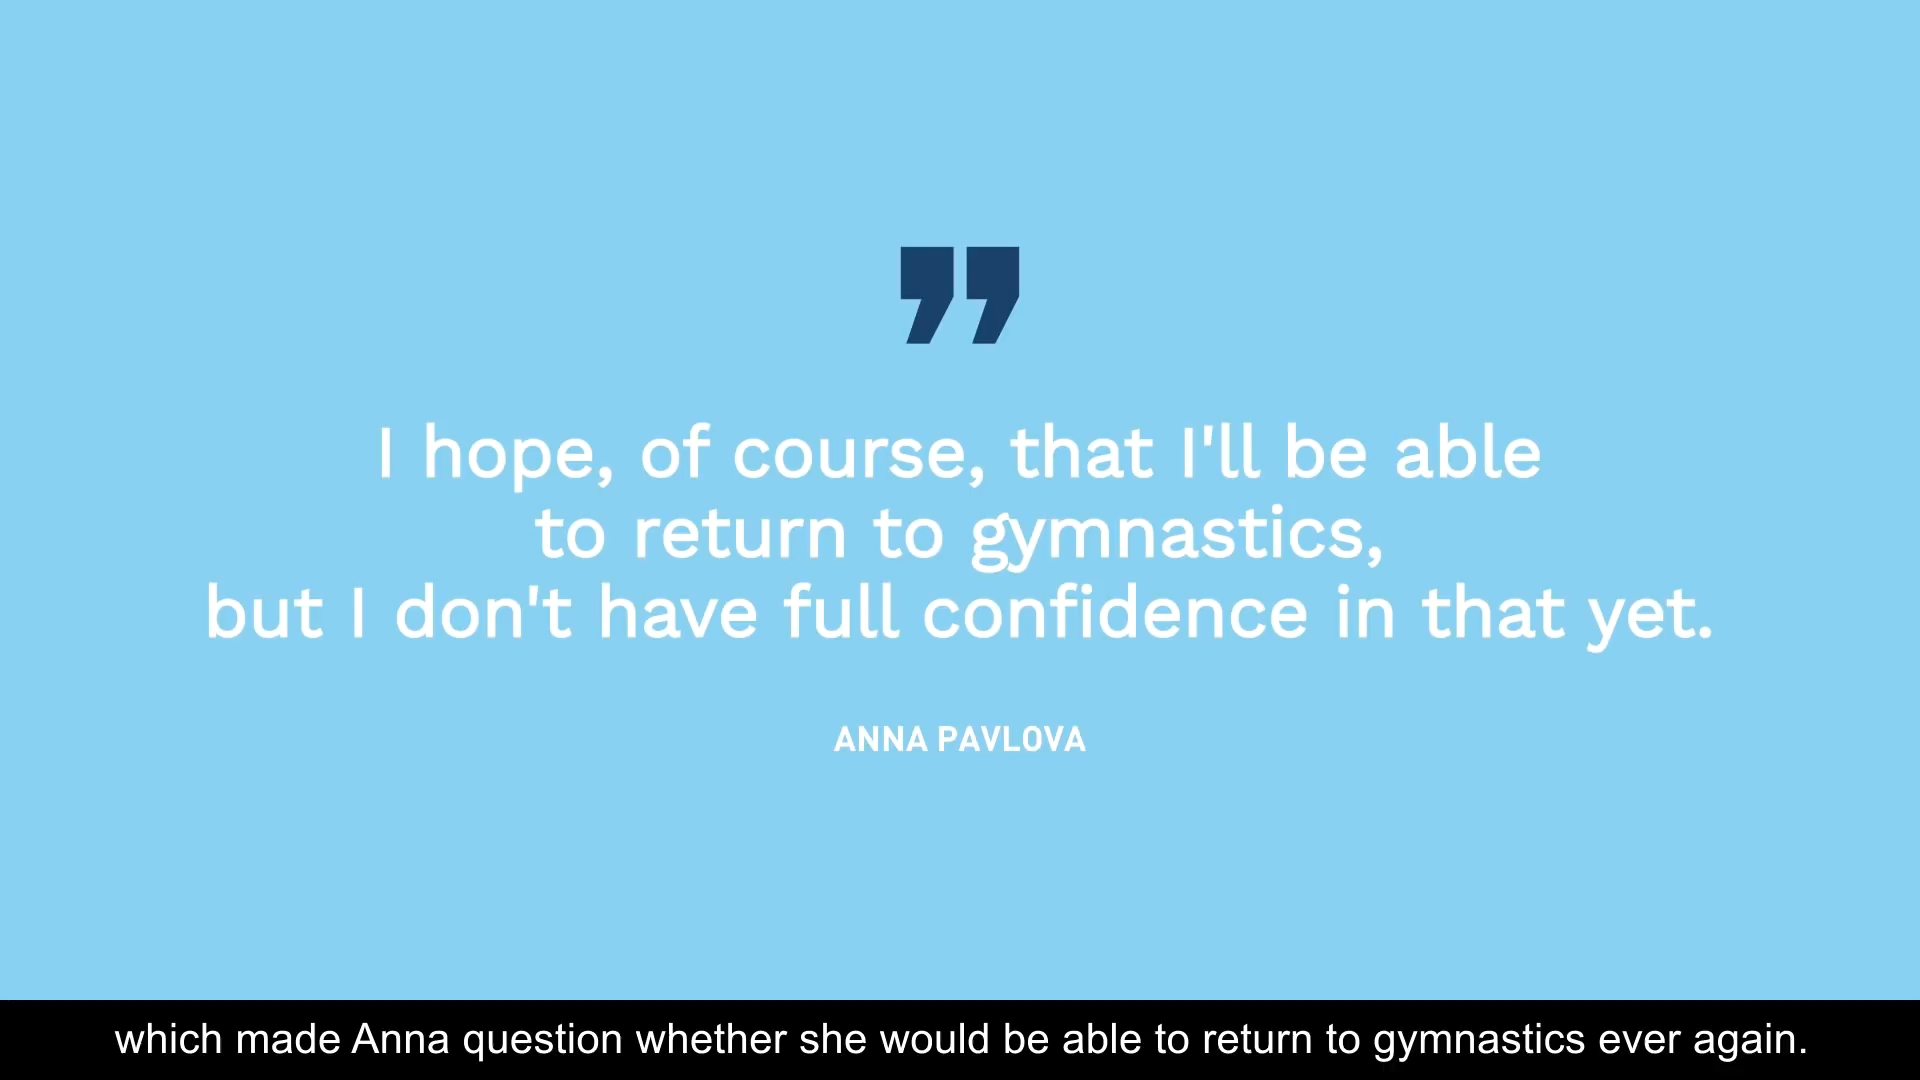 ”
I hope, of course, that I'll be able
to return to gymnastics,
but I don't have full confidence in that yet.
ANNA PAVLOVA
which made Anna question whether she would be able to return to gymnastics ever again.